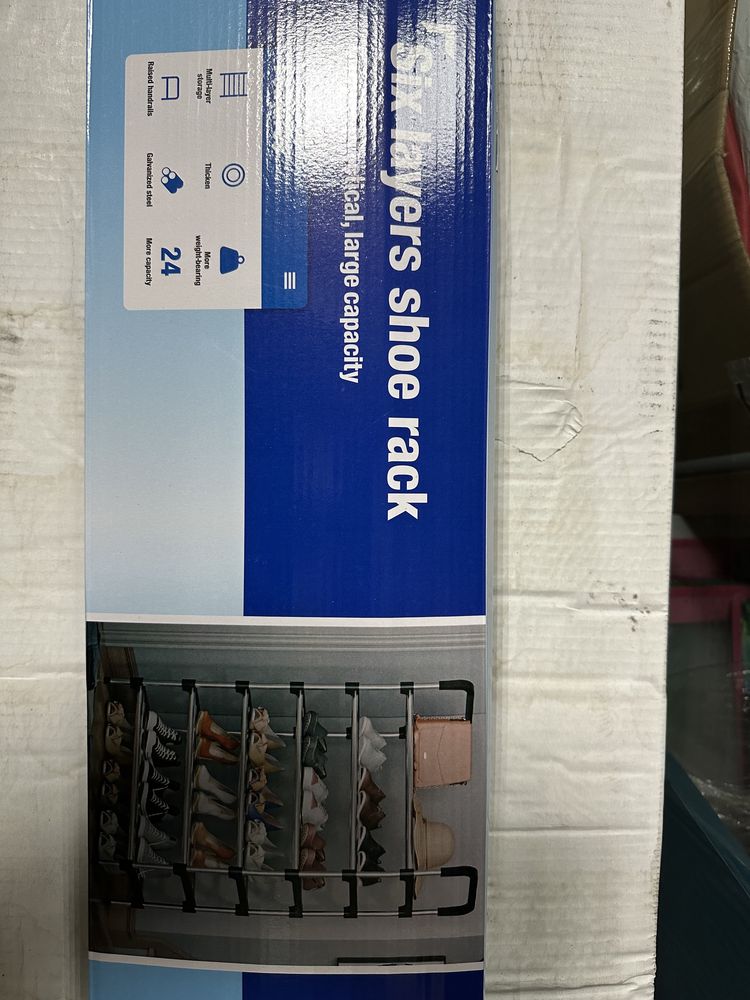 Six layers shoe rack
large capacity
Multi-layer
storage
Thicken
More
weight-bearing
Raised handrails
Galvanized steel
24
More capacity